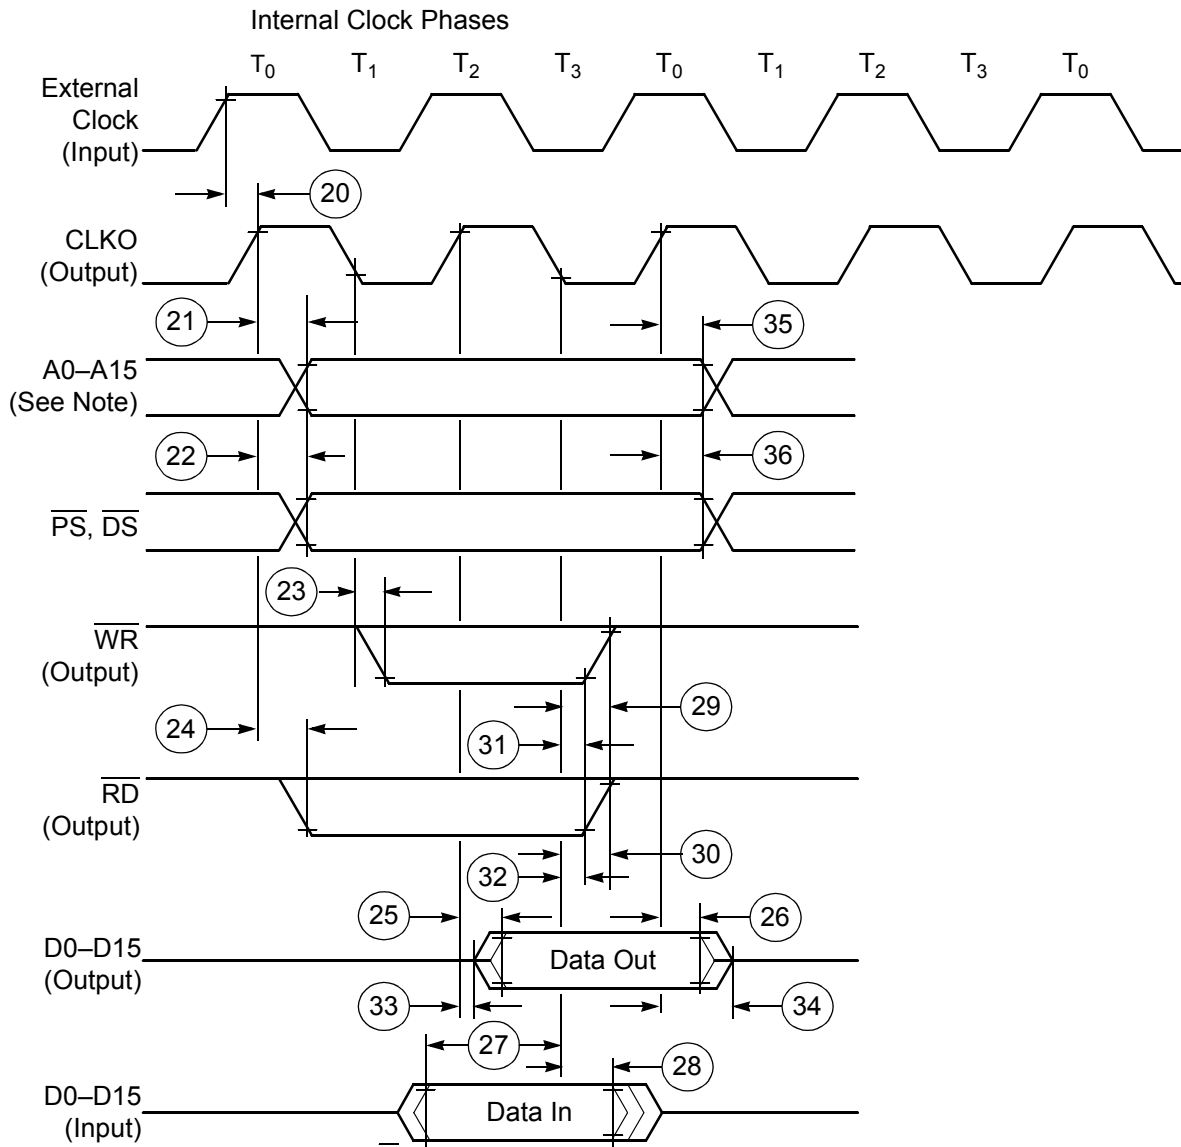 Internal Clock Phases
T0 T1 T2 T3 T0 T1 T2 T3 T0
External
Clock
(Input)
20
CLKO
(Output)
21 35
A0–A15
(See Note)
22 36
PS, DS
23
WR
(Output)
24 29
31
RD
(Output)
30
32
25 26
D0–D15
(Output)
Data Out
33 34
27
28
D0–D15
(Input)
Data In